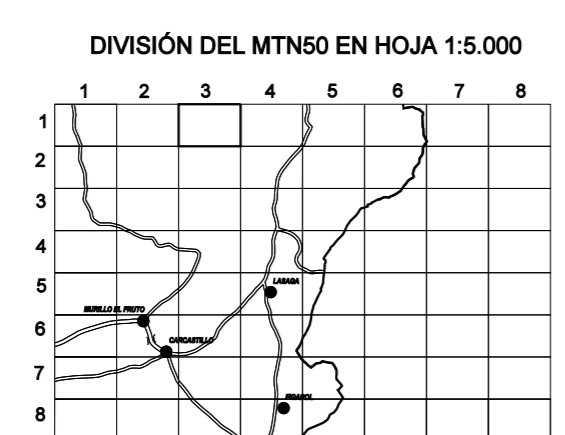 DIVISIÓN DEL MTN50 EN HOJA 1:5.000
1 2 3 4 5 6 7 8
1
2
3
4
5
LASAGA
MURILLO EL FRUTO
6
CARCASTILLO
7
FIGAROL
8